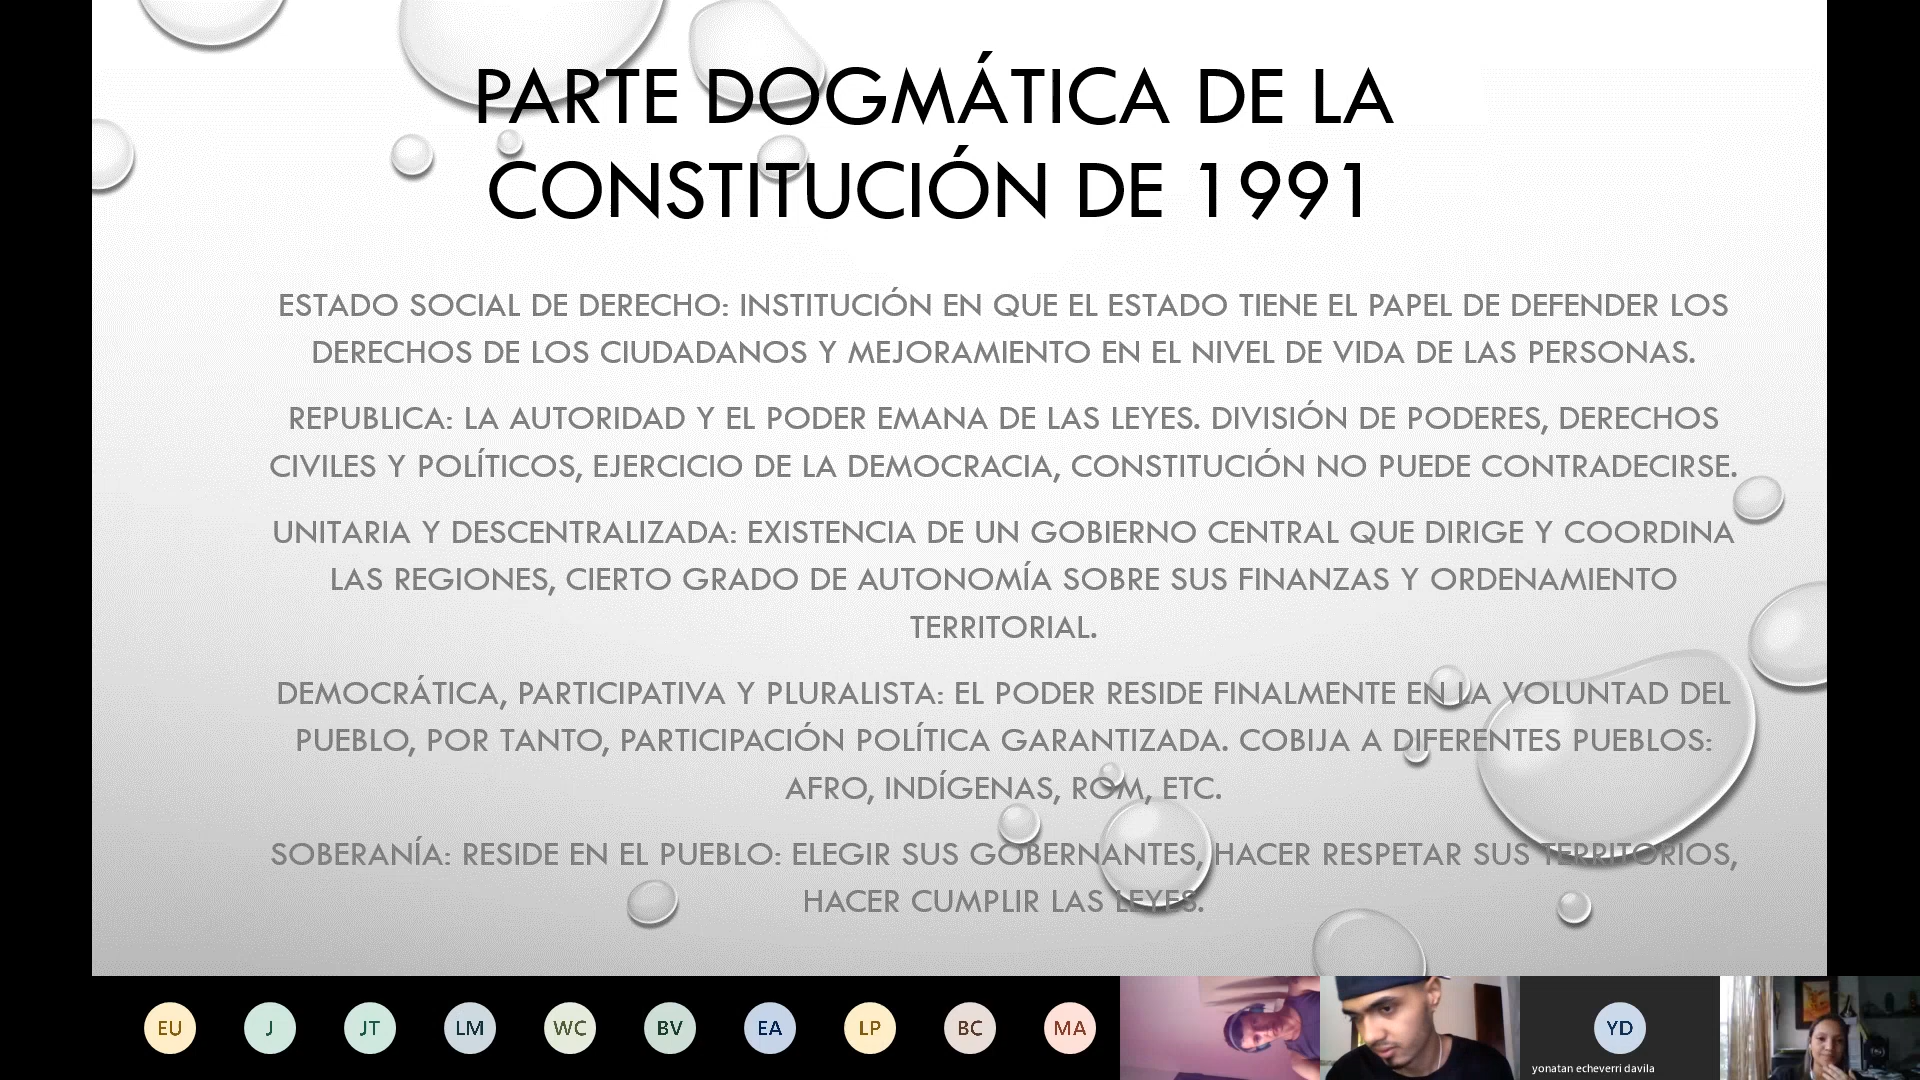 PARTE DOGMÁTICA DE LA
CONSTITUCIÓN DE 1991
ESTADO SOCIAL DE DERECHO: INSTITUCIÓN EN QUE EL ESTADO TIENE EL PAPEL DE DEFENDER LOS
DERECHOS DE LOS CIUDADANOS Y MEJORAMIENTO EN EL NIVEL DE VIDA DE LAS PERSONAS.
REPUBLICA: LA AUTORIDAD Y EL PODER EMANA DE LAS LEYES. DIVISIÓN DE PODERES, DERECHOS
CIVILES Y POLÍTICOS, EJERCICIO DE LA DEMOCRACIA, CONSTITUCIÓN NO PUEDE CONTRADECIRSE.
UNITARIA Y DESCENTRALIZADA: EXISTENCIA DE UN GOBIERNO CENTRAL QUE DIRIGE Y COORDINA
LAS REGIONES, CIERTO GRADO DE AUTONOMÍA SOBRE SUS FINANZAS Y ORDENAMIENTO
TERRITORIAL.
DEMOCRÁTICA, PARTICIPATIVA Y PLURALISTA: EL PODER RESIDE FINALMENTE EN LA VOLUNTAD DEL
PUEBLO, POR TANTO, PARTICIPACIÓN POLÍTICA GARANTIZADA. COBIJA A DIFERENTES PUEBLOS:
AFRO, INDÍGENAS, ROM, ETC.
SOBERANÍA: RESIDE EN EL PUEBLO: ELEGIR SUS GOBERNANTES, HACER RESPETAR SUS TERRITORIOS,
HACER CUMPLIR LAS LEYES.
EU J JT LM WC BV EA LP BC MA YD
yonatan echeverri davila